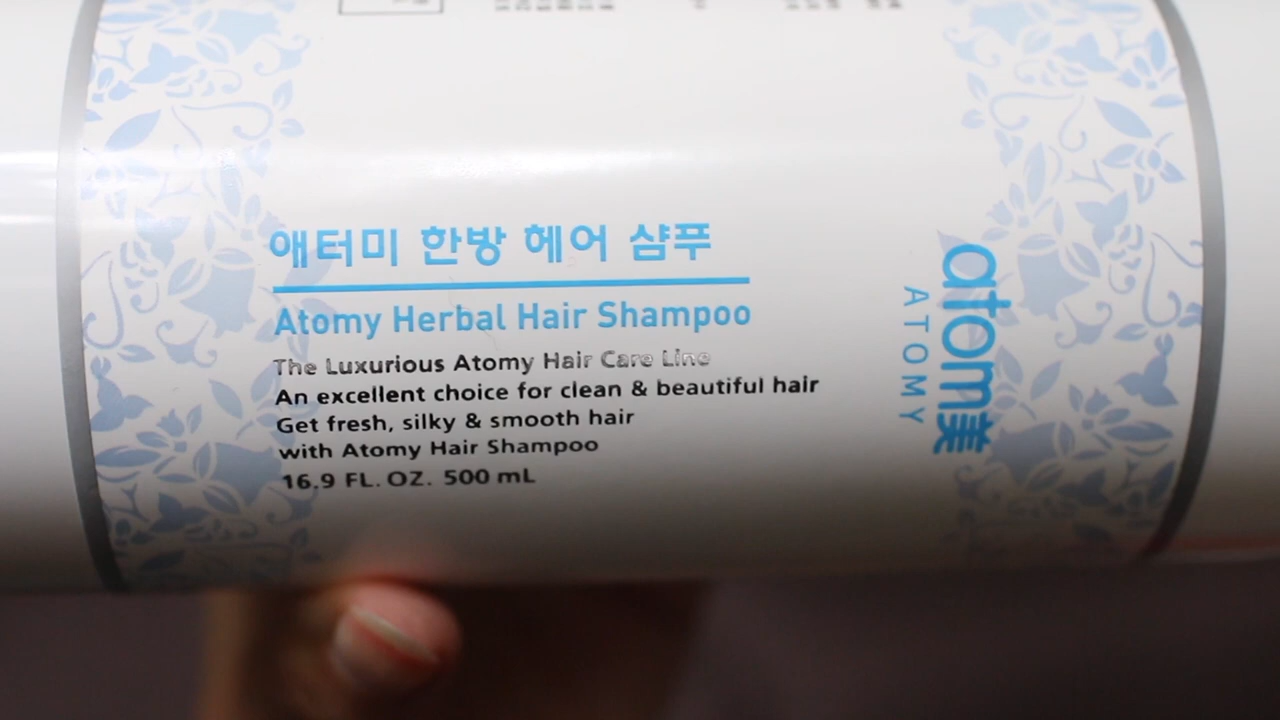 애터미 한방 헤어 샴푸
Atomy Herbal Hair Shampoo
The Luxurious Atomy Hair Care Line
An excellent choice for clean & beautiful hair
Get fresh, silky & smooth hair
with Atomy Hair Shampoo
16.9 FL. OZ. 500 mL
atom美
ATOMY